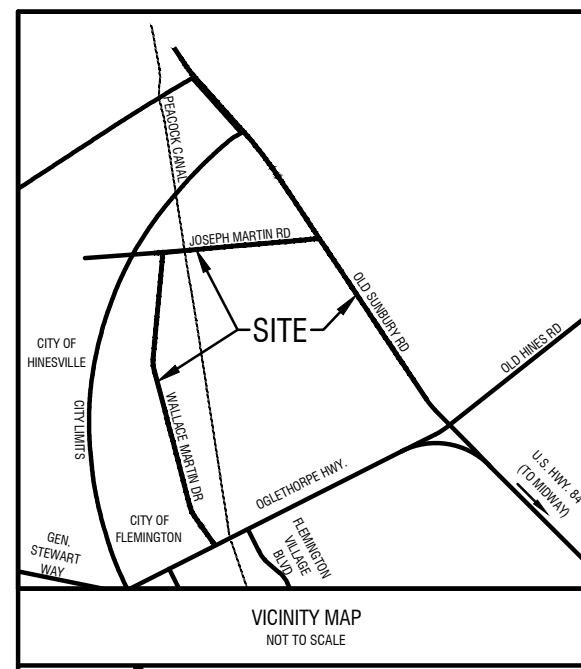 PEACOCK CANAL
JOSEPH MARTIN RD
SITE
OLD SUNBURY RD
CITY OF
HINESVILLE
OLD HINES RD
CITY LIMITS
WALLACE MARTIN DR
OGLETHORPE HWY.
U.S. HWY. 84
(TO MIDWAY)
CITY OF
FLEMINGTON
FLEMINGTON
VILLAGE
BLVD
GEN.
STEWART
WAY
VICINITY MAP
NOT TO SCALE